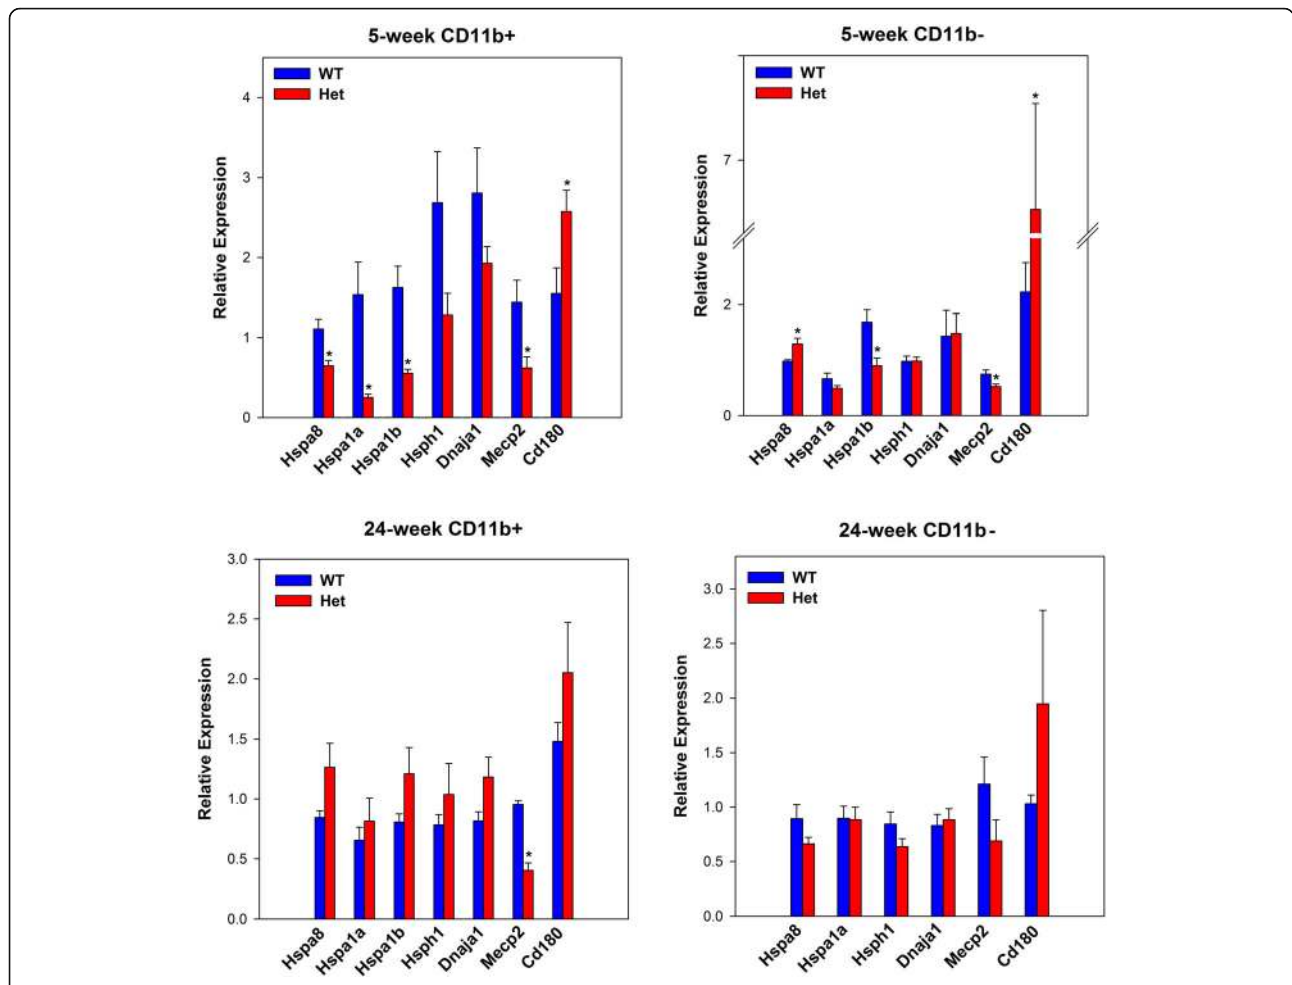 5-week CD11b+
WT
Het
Relative Expression
4
3
2
1
0
*
*
*
*
*
Hspa8
Hspa1a
Hspa1b
Hsph1
Dnaja1
Mecp2
Cd180
5-week CD11b-
WT
Het
Relative Expression
7
2
0
*
*
*
*
Hspa8
Hspa1a
Hspa1b
Hsph1
Dnaja1
Mecp2
Cd180
24-week CD11b+
WT
Het
Relative Expression
3.0
2.5
2.0
1.5
1.0
0.5
0.0
*
Hspa8
Hspa1a
Hspa1b
Hsph1
Dnaja1
Mecp2
Cd180
24-week CD11b-
WT
Het
Relative Expression
3.0
2.5
2.0
1.5
1.0
0.5
0.0
Hspa8
Hspa1a
Hsph1
Dnaja1
Mecp2
Cd180